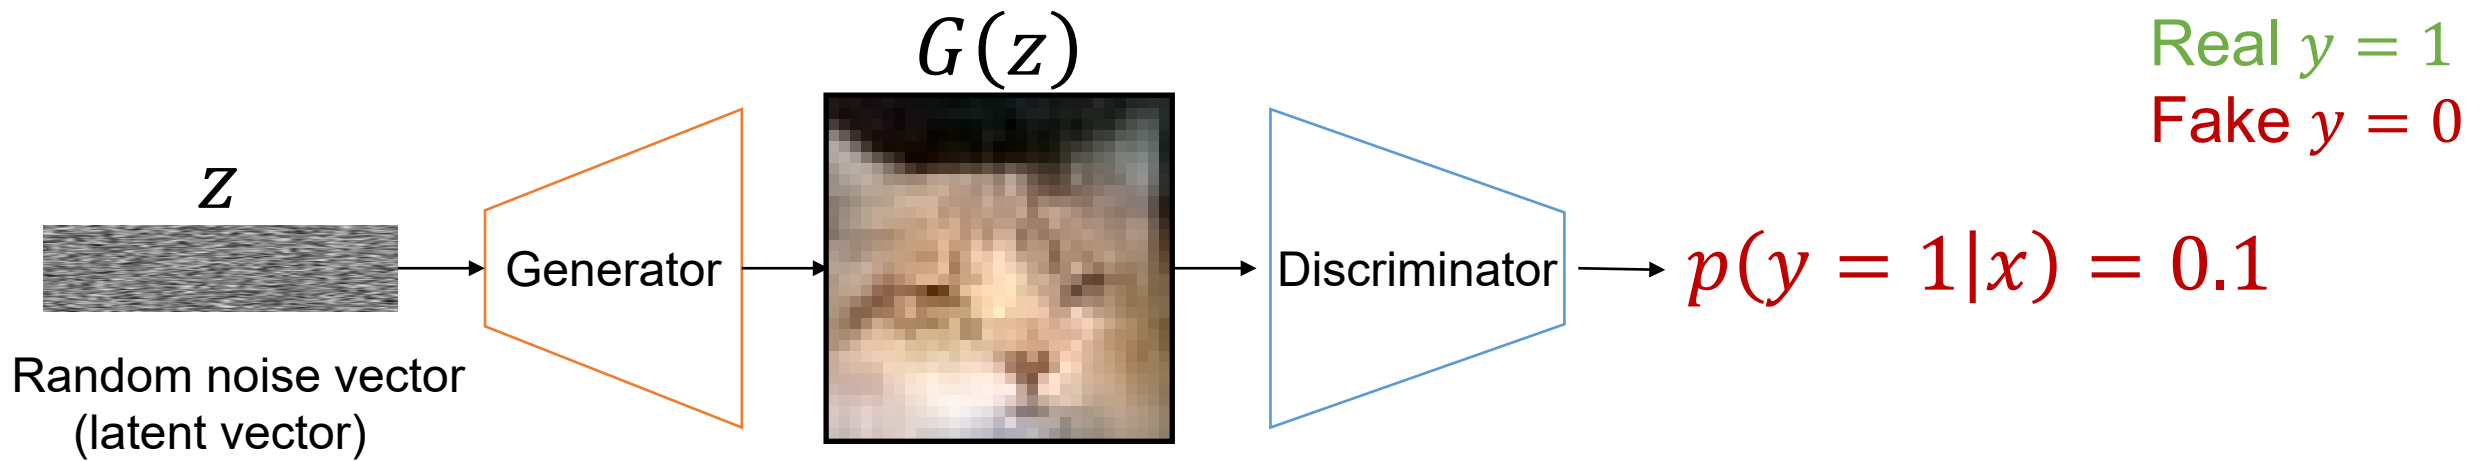 G(z)
Real y = 1
Fake y = 0
z
Generator
Discriminator
p(y = 1|x) = 0.1
Random noise vector
(latent vector)